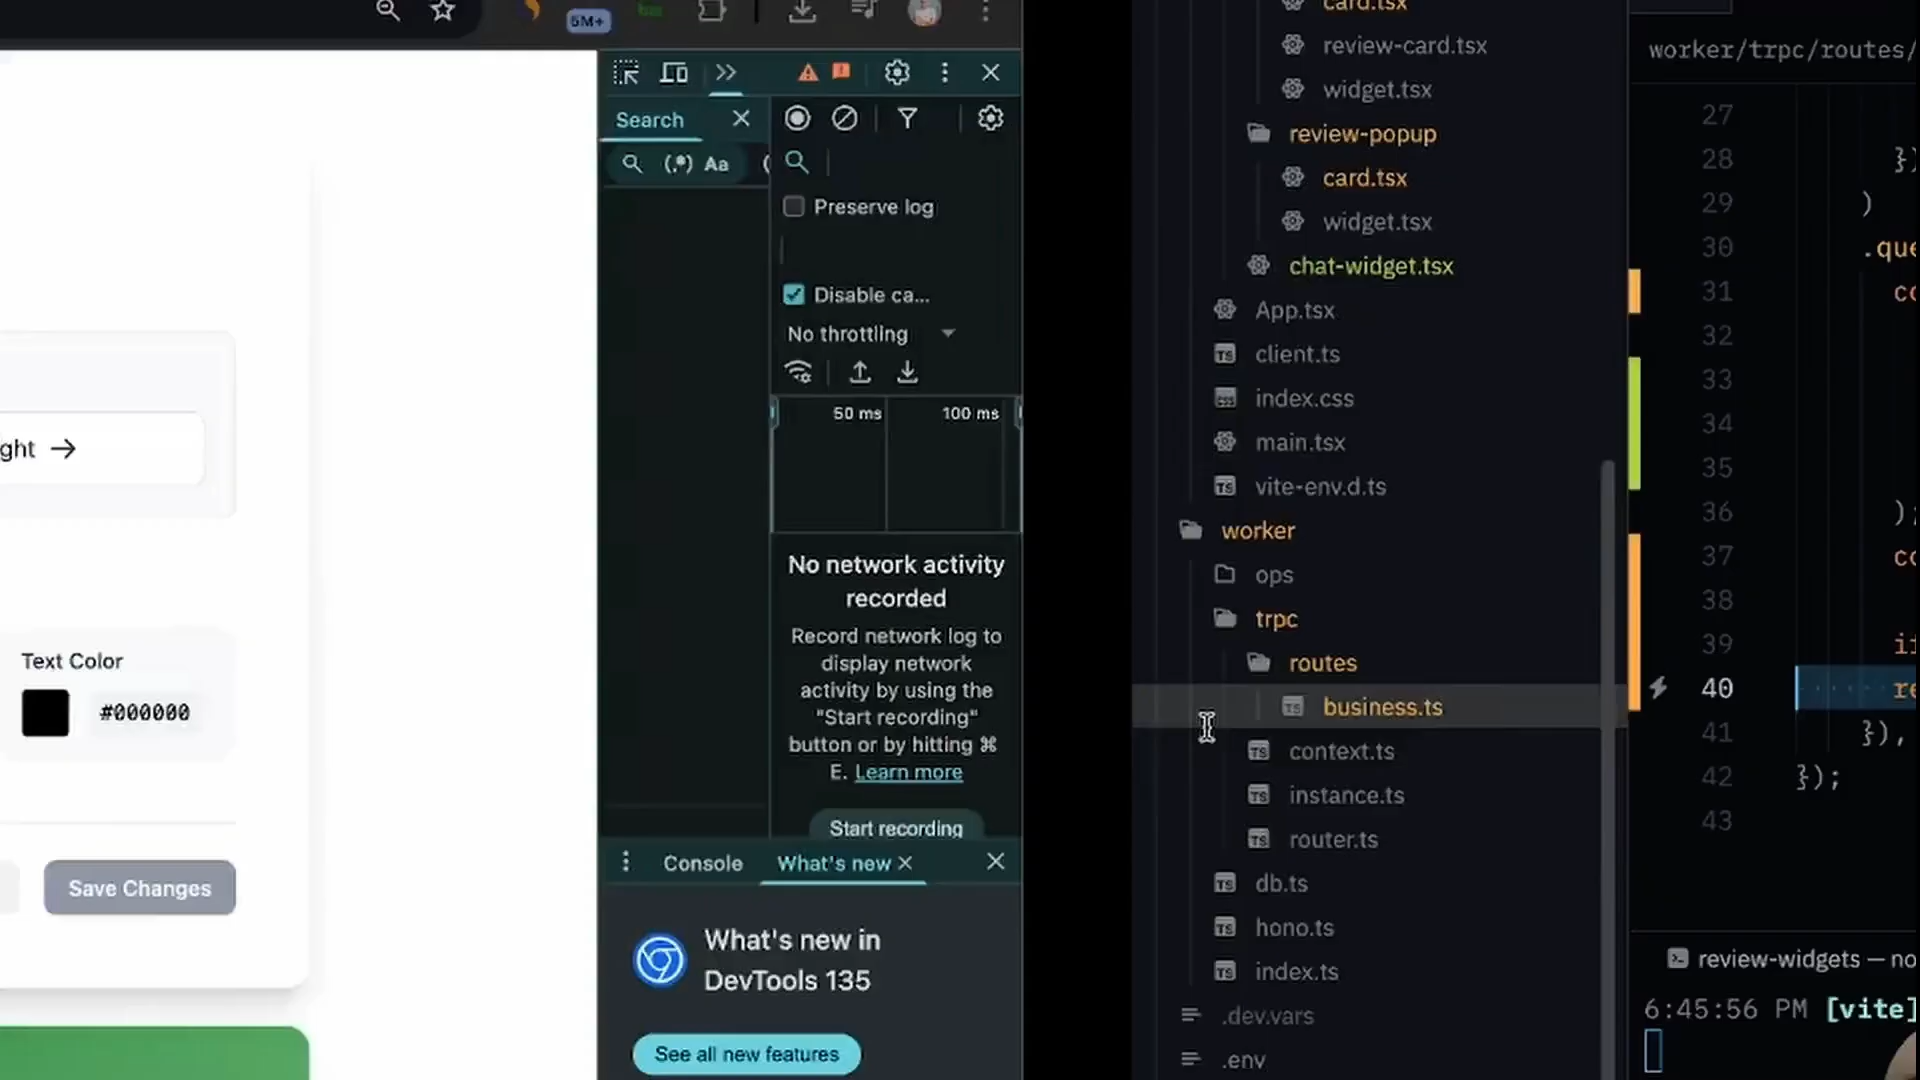 5M+
Search
(.*) Aa
Preserve log
Disable ca...
No throttling
50 ms
100 ms
No network activity
recorded
Record network log to
display network
activity by using the
"Start recording"
button or by hitting ⌘
E. Learn more
Start recording
Console
What's new
What's new in
DevTools 135
See all new features
ght →
Text Color
#000000
Save Changes
card.tsx
review-card.tsx
widget.tsx
review-popup
card.tsx
widget.tsx
chat-widget.tsx
App.tsx
client.ts
index.css
main.tsx
vite-env.d.ts
worker
ops
trpc
routes
business.ts
context.ts
instance.ts
router.ts
db.ts
hono.ts
index.ts
.dev.vars
.env
worker/trpc/routes/
27
28 })
29 )
30 .que
31 co
32
33
34
35
36 );
37 co
38
39 if
40 re
41 }),
42 });
43
review-widgets — no
6:45:56 PM [vite]